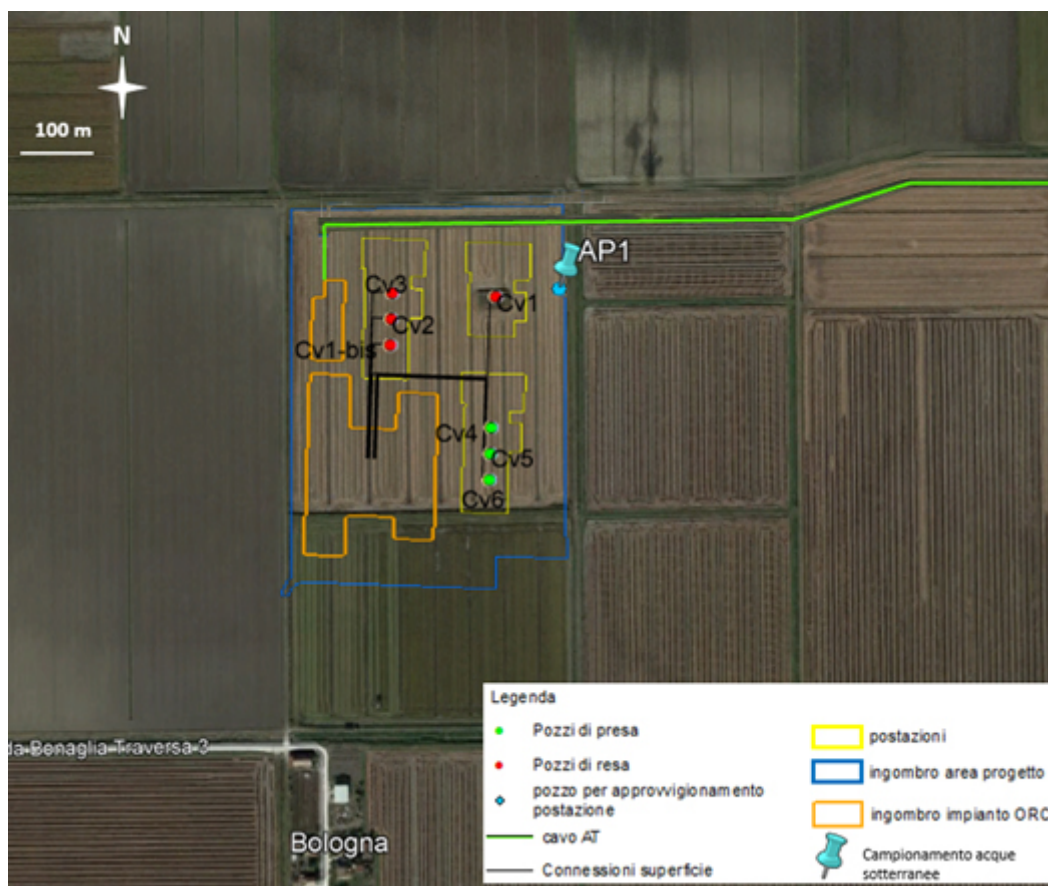 N
100 m
AP1
Cv3
Cv1
Cv2
Cv1-bis
Cv4
Cv5
Cv6
da Benaglia Traversa 3
Bologna
Legenda
Pozzi di presa
Pozzi di resa
pozzo per approvvigionamento
postazione
cavo AT
Connessioni superficie
postazioni
ingombro area progetto
ingombro impianto ORC
Campionamento acque
sotterranee